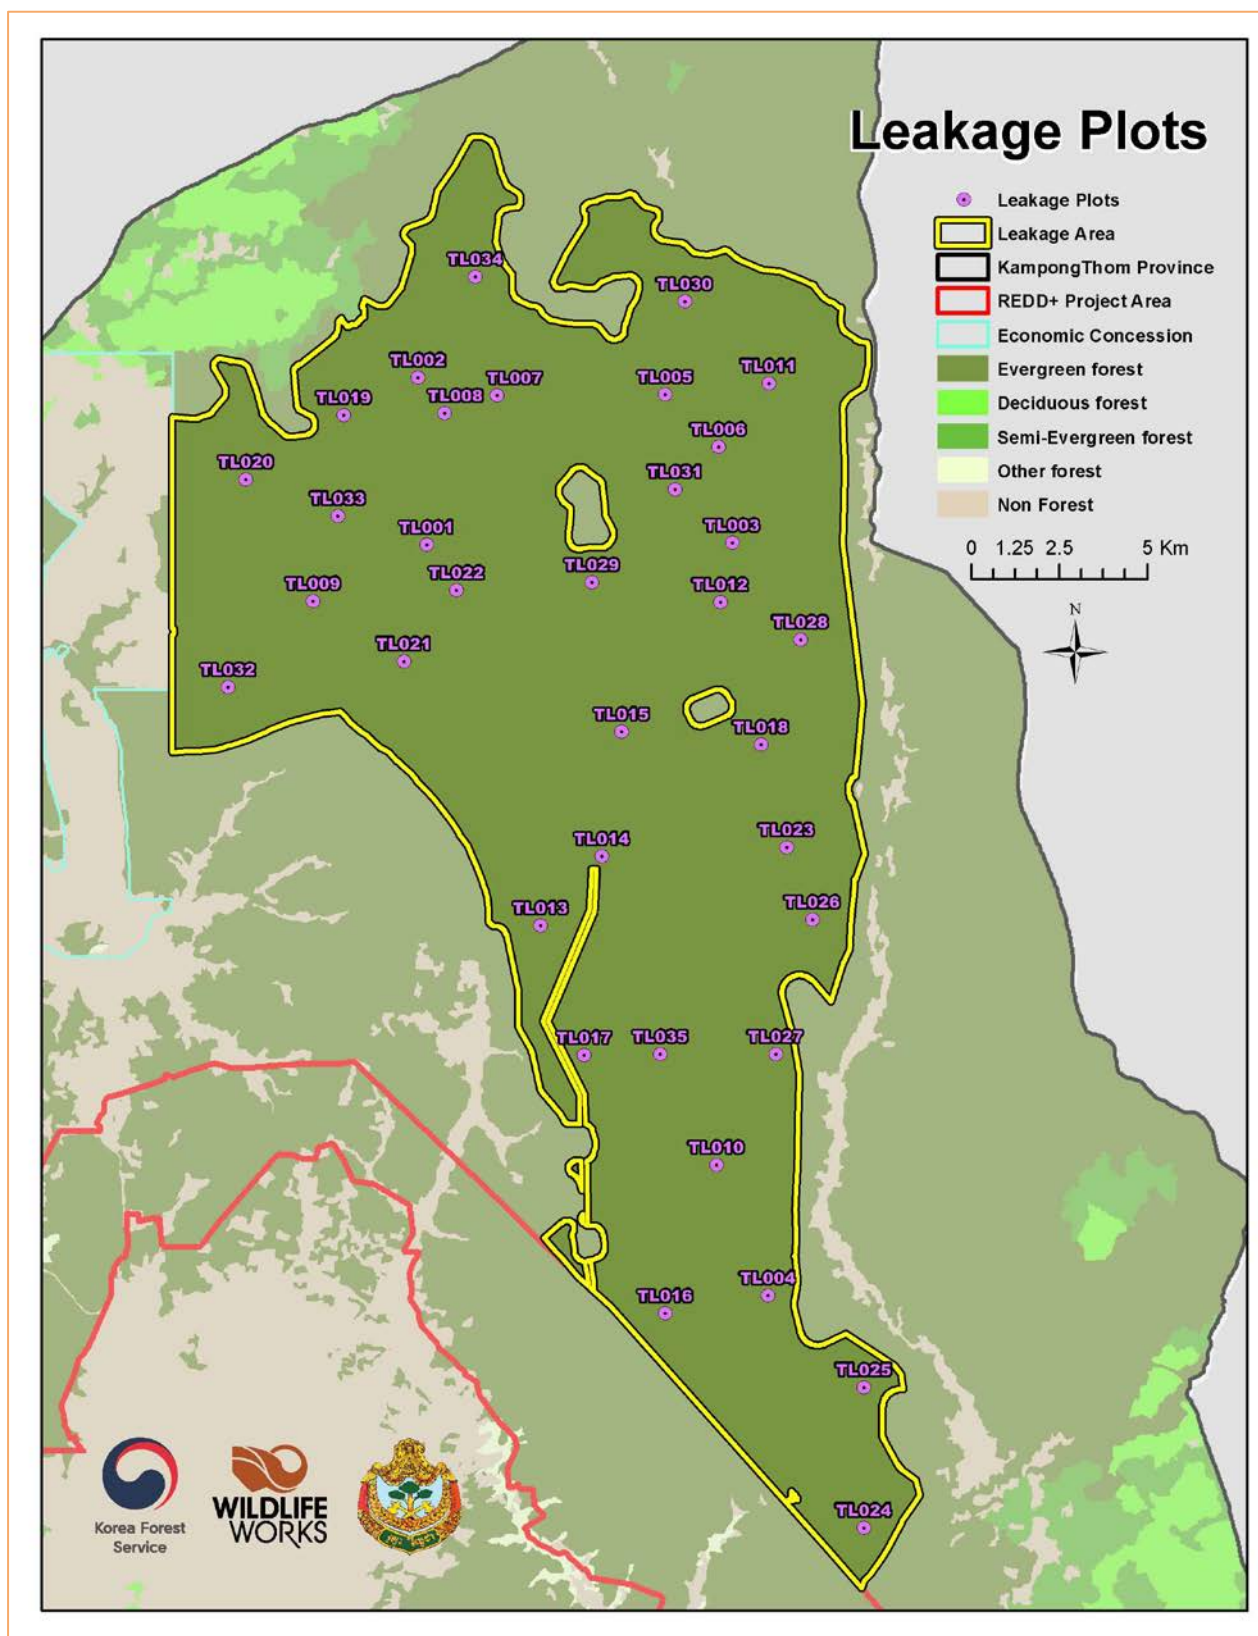 Leakage Plots
Leakage Plots
Leakage Area
KampongThom Province
REDD+ Project Area
Economic Concession
Evergreen forest
Deciduous forest
Semi-Evergreen forest
Other forest
Non Forest
0 1.25 2.5 5 Km
N
TL034
TL030
TL002
TL007
TL005
TL011
TL019
TL008
TL006
TL020
TL031
TL033
TL001
TL003
TL029
TL009
TL022
TL012
TL028
TL021
TL032
TL015
TL018
TL014
TL023
TL013
TL026
TL017
TL035
TL027
TL010
TL004
TL016
TL025
TL024
Korea Forest
Service
WILDLIFE
WORKS